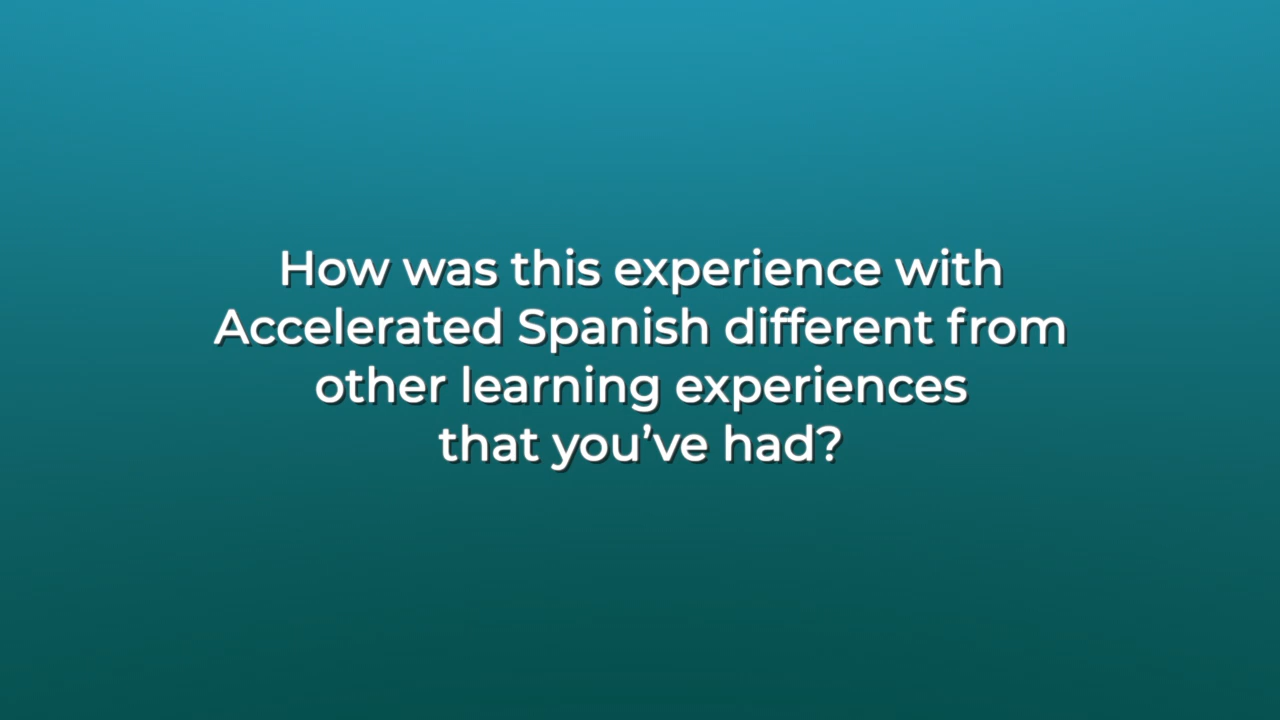 How was this experience with
Accelerated Spanish different from
other learning experiences
that you’ve had?